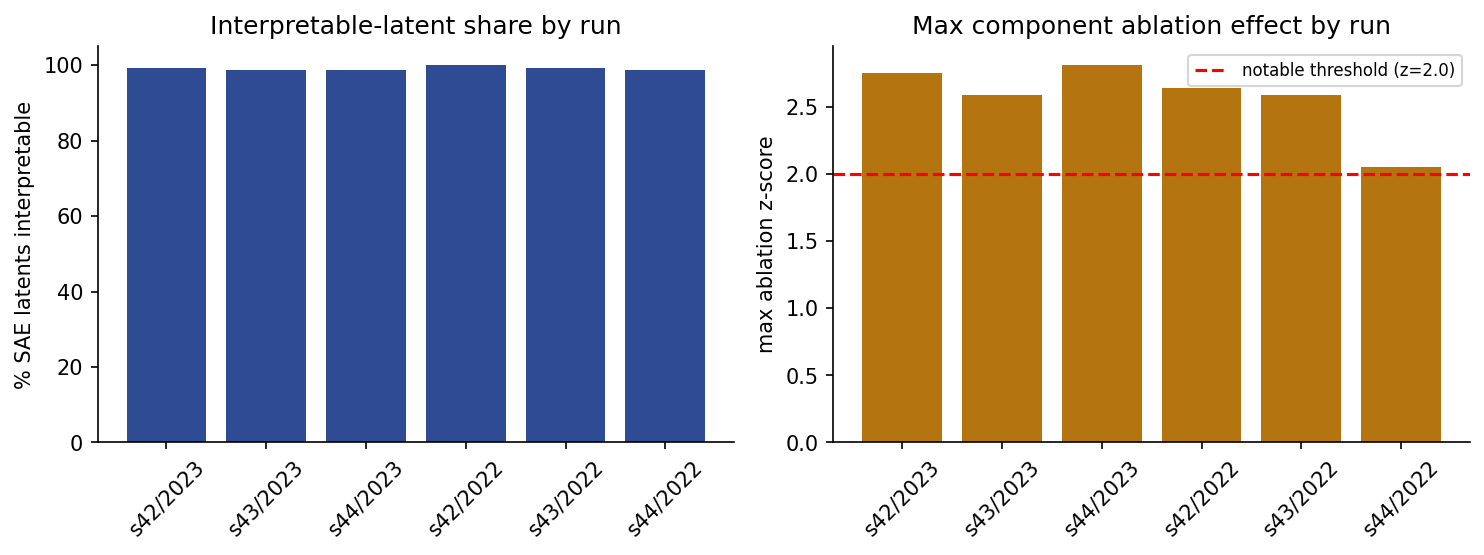 Interpretable-latent share by run
% SAE latents interpretable
100
80
60
40
20
0
s42/2023
s43/2023
s44/2023
s42/2022
s43/2022
s44/2022
Max component ablation effect by run
max ablation z-score
notable threshold (z=2.0)
2.5
2.0
1.5
1.0
0.5
0.0
s42/2023
s43/2023
s44/2023
s42/2022
s43/2022
s44/2022